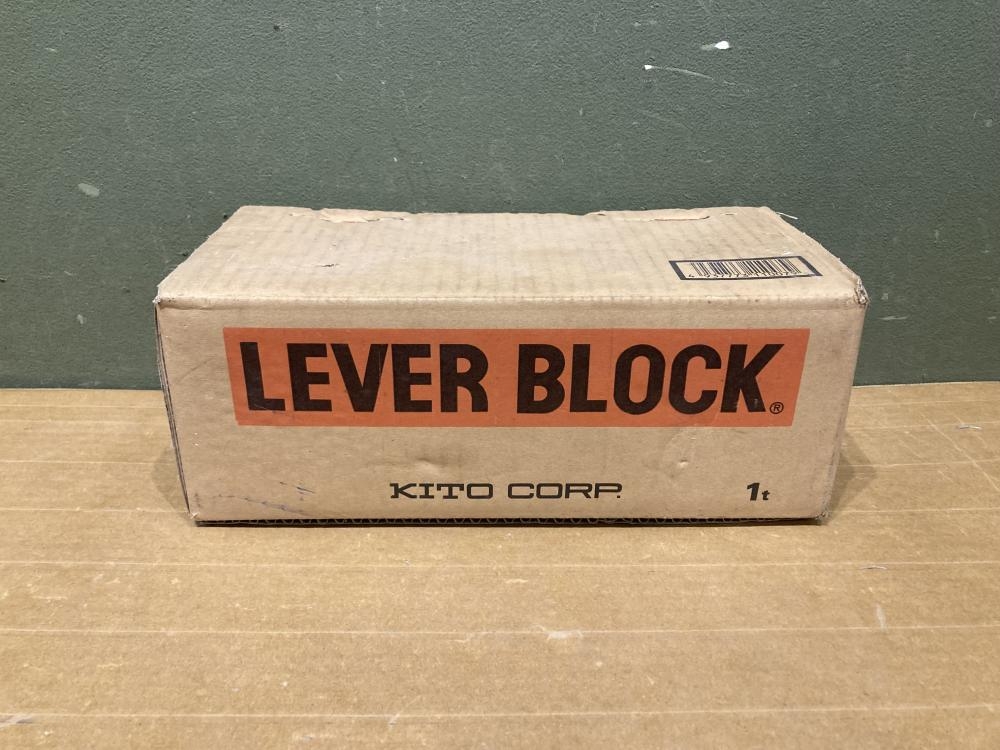 LEVER BLOCK®
KITO CORP.
1t